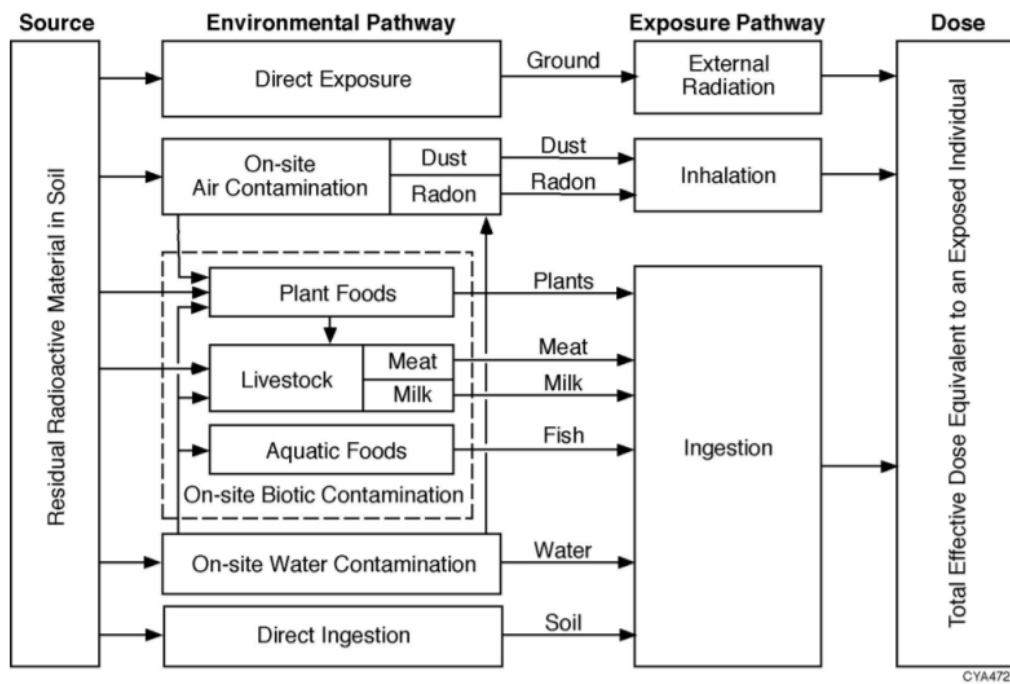 Source
Environmental Pathway
Exposure Pathway
Dose
Residual Radioactive Material in Soil
Direct Exposure
Ground
External
Radiation
On-site
Air Contamination
Dust
Radon
Dust
Radon
Inhalation
Plant Foods
Plants
Livestock
Meat
Milk
Meat
Milk
Aquatic Foods
Fish
On-site Biotic Contamination
Ingestion
On-site Water Contamination
Water
Direct Ingestion
Soil
Total Effective Dose Equivalent to an Exposed Individual
CYA472